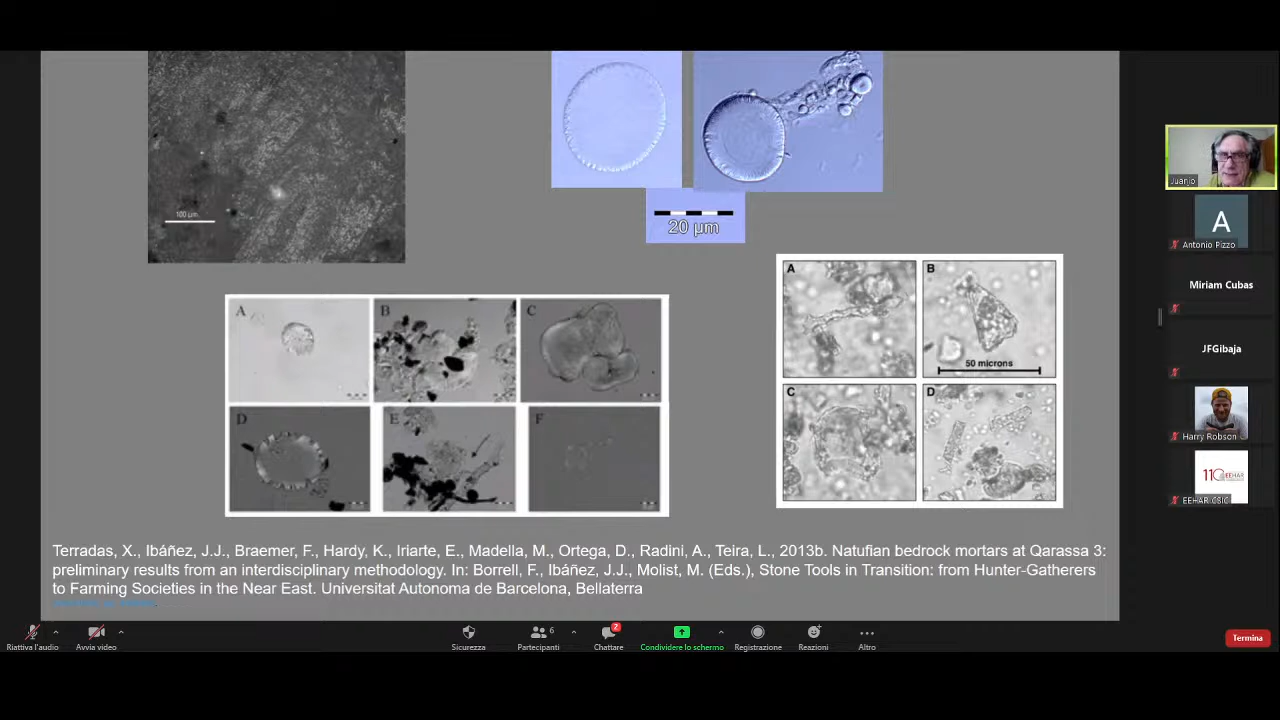 100 µm
20 µm
A
B
C
D
E
F
A
B
50 microns
C
D
Terradas, X., Ibáñez, J.J., Braemer, F., Hardy, K., Iriarte, E., Madella, M., Ortega, D., Radini, A., Teira, L., 2013b. Natufian bedrock mortars at Qarassa 3:
preliminary results from an interdisciplinary methodology. In: Borrell, F., Ibáñez, J.J., Molist, M. (Eds.), Stone Tools in Transition: from Hunter-Gatherers
to Farming Societies in the Near East. Universitat Autonoma de Barcelona, Bellaterra
Juanjo
A
Antonio Pizzo
Miriam Cubas
JFGibaja
Harry Robson
110 EEHAR
EEHAR CSIC
Riattiva l'audio
Avvia video
Sicurezza
6
Partecipanti
2
Chattare
Condividere lo schermo
Registrazione
Reazioni
Altro
Termina